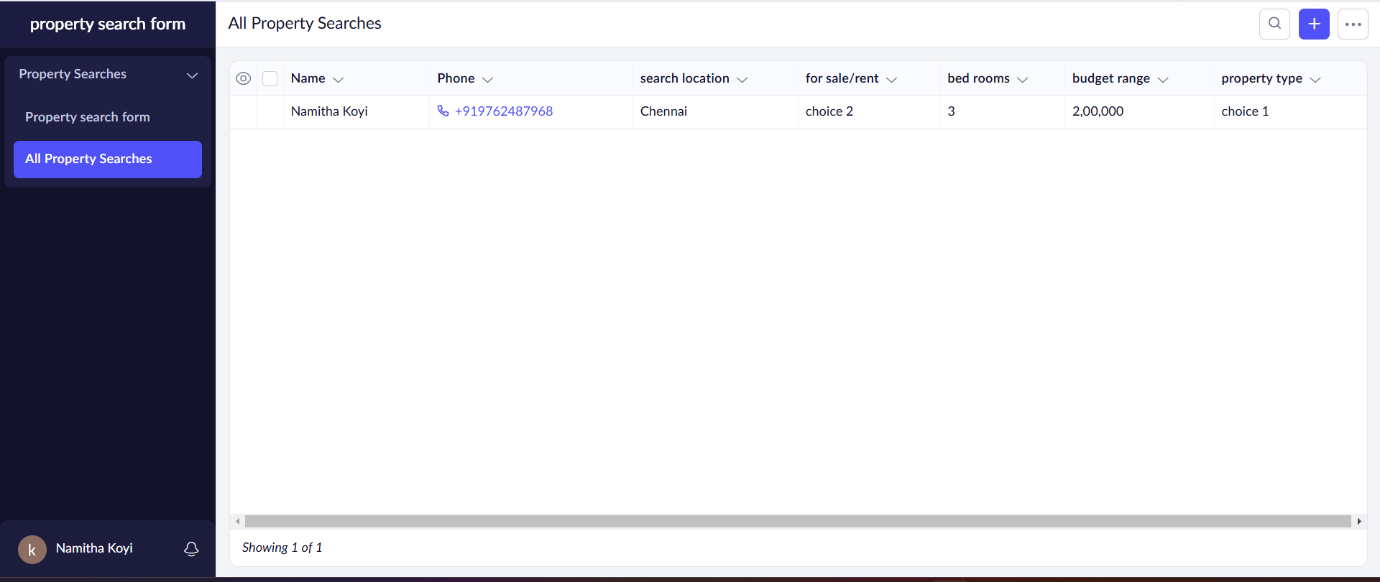 property search form
All Property Searches
Property Searches
Property search form
All Property Searches
Name Phone search location for sale/rent bed rooms budget range property type
Namitha Koyi +919762487968 Chennai choice 2 3 2,00,000 choice 1
Showing 1 of 1
k Namitha Koyi